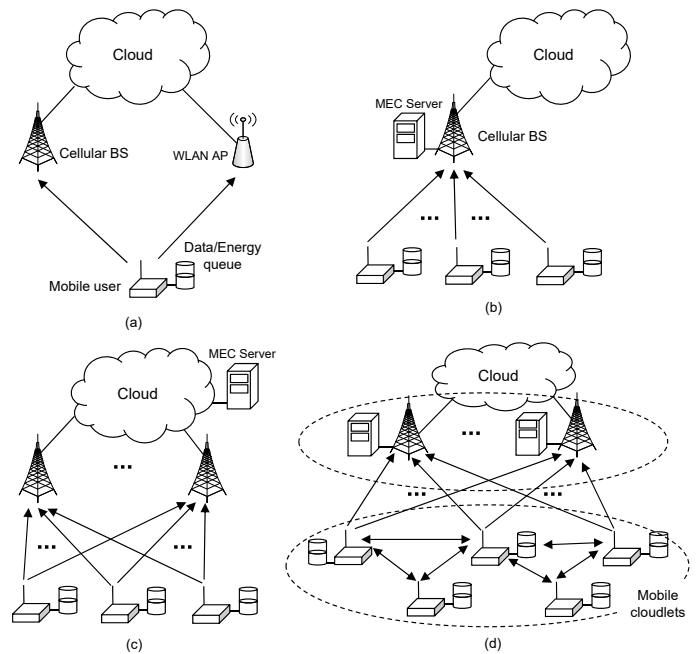 Cloud
Cellular BS
WLAN AP
Data/Energy
queue
Mobile user
(a)
Cloud
MEC Server
Cellular BS
...
...
(b)
MEC Server
Cloud
...
...
...
(c)
Cloud
...
...
...
Mobile
cloudlets
(d)